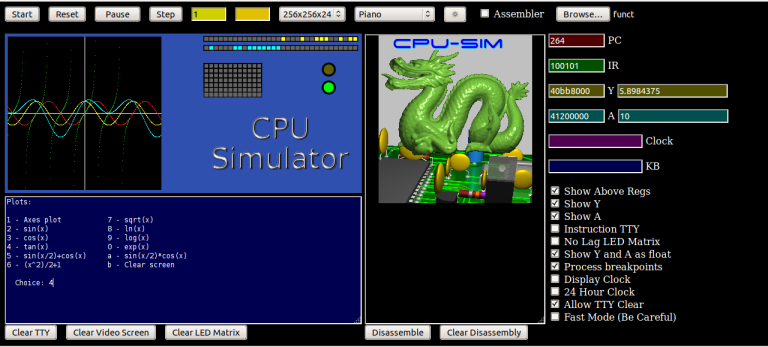 Start Reset Pause Step 1 256x256x24 Piano Assembler Browse... funct
CPU
Simulator
CPU-SIM
264 PC
100101 IR
40bb8000 Y 5.8984375
41200000 A 10
Clock
KB
Show Above Regs
Show Y
Show A
Instruction TTY
No Lag LED Matrix
Show Y and A as float
Process breakpoints
Display Clock
24 Hour Clock
Allow TTY Clear
Fast Mode (Be Careful)
Plots:
1 - Axes plot 7 - sqrt(x)
2 - sin(x) 8 - ln(x)
3 - cos(x) 9 - log(x)
4 - tan(x) 0 - exp(x)
5 - sin(x/2)+cos(x) a - sin(x/2)*cos(x)
6 - (x^2)/2+1 b - Clear screen
Choice: 4
Clear TTY Clear Video Screen Clear LED Matrix Disassemble Clear Disassembly